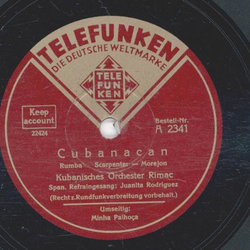 TELEFUNKEN
DIE DEUTSCHE WELTMARKE
TELE
FUN
KEN
Keep
account
22424
Bestell-Nr.
A 2341
Cubanacan
Rumba - Scarpenter - Morejon
Kubanisches Orchester Rimac
Span. Refraingesang: Juanita Rodriguez
(Recht z. Rundfunkverbreitung vorbehalt.)
Umseitig:
Minha Palhoça